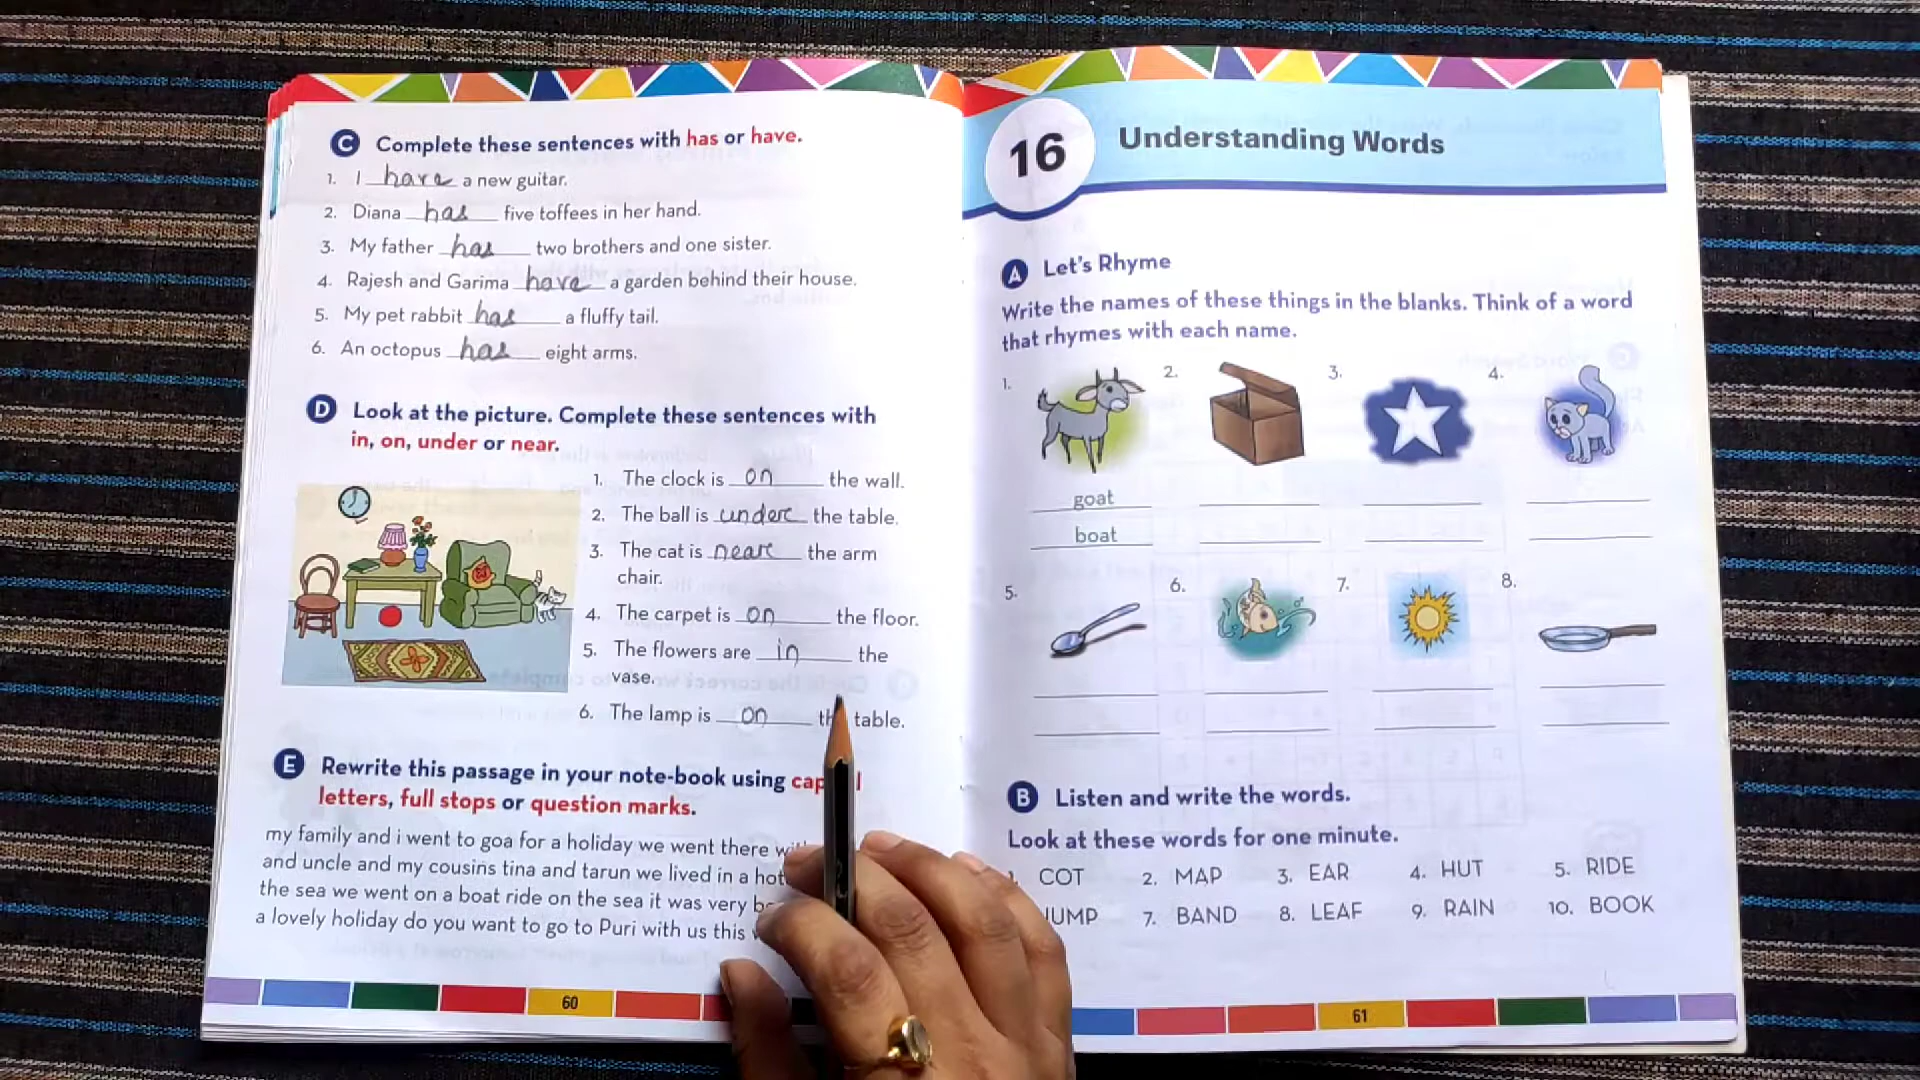 C Complete these sentences with has or have.
1. I have a new guitar.
2. Diana has five toffees in her hand.
3. My father has two brothers and one sister.
4. Rajesh and Garima have a garden behind their house.
5. My pet rabbit has a fluffy tail.
6. An octopus has eight arms.
D Look at the picture. Complete these sentences with
in, on, under or near.
1. The clock is on the wall.
2. The ball is under the table.
3. The cat is near the arm
chair.
4. The carpet is on the floor.
5. The flowers are in the
vase.
6. The lamp is on table.
E Rewrite this passage in your note-book using
letters, full stops or question marks.
my family and i went to goa for a holiday we went there
and uncle and my cousins tina and tarun we lived in a
the sea we went on a boat ride on the sea it was very
a lovely holiday do you want to go to Puri with us this
60
16 Understanding Words
A Let's Rhyme
Write the names of these things in the blanks. Think of a word
that rhymes with each name.
1. 2. 3. 4.
goat
boat
5. 6. 7. 8.
B Listen and write the words.
Look at these words for one minute.
COT 2. MAP 3. EAR 4. HUT 5. RIDE
JUMP 7. BAND 8. LEAF 9. RAIN 10. BOOK
61